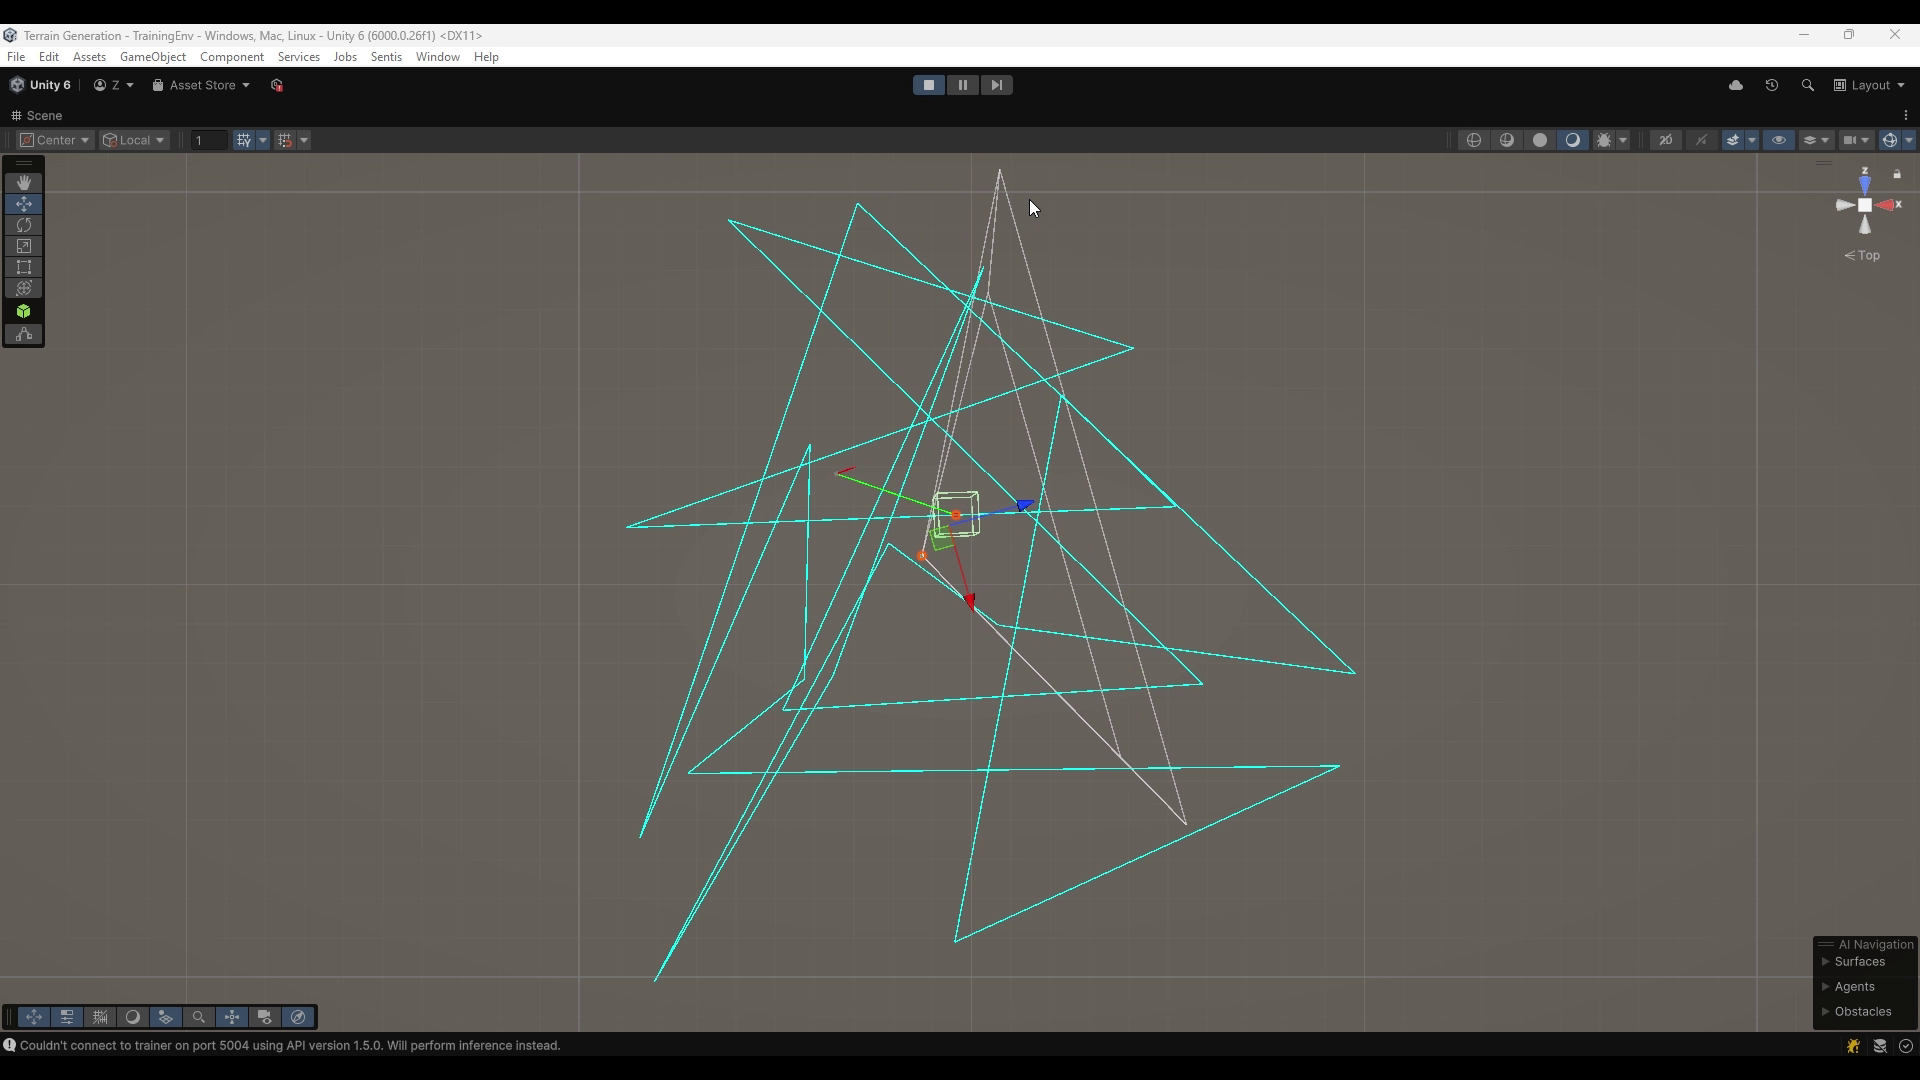 Terrain Generation - TrainingEnv - Windows, Mac, Linux - Unity 6 (6000.0.26f1) <DX11>
File Edit Assets GameObject Component Services Jobs Sentis Window Help
Unity 6 Z Asset Store Layout
Scene
Center Local 1 2D
z
x
< Top
AI Navigation
Surfaces
Agents
Obstacles
Couldn't connect to trainer on port 5004 using API version 1.5.0. Will perform inference instead.